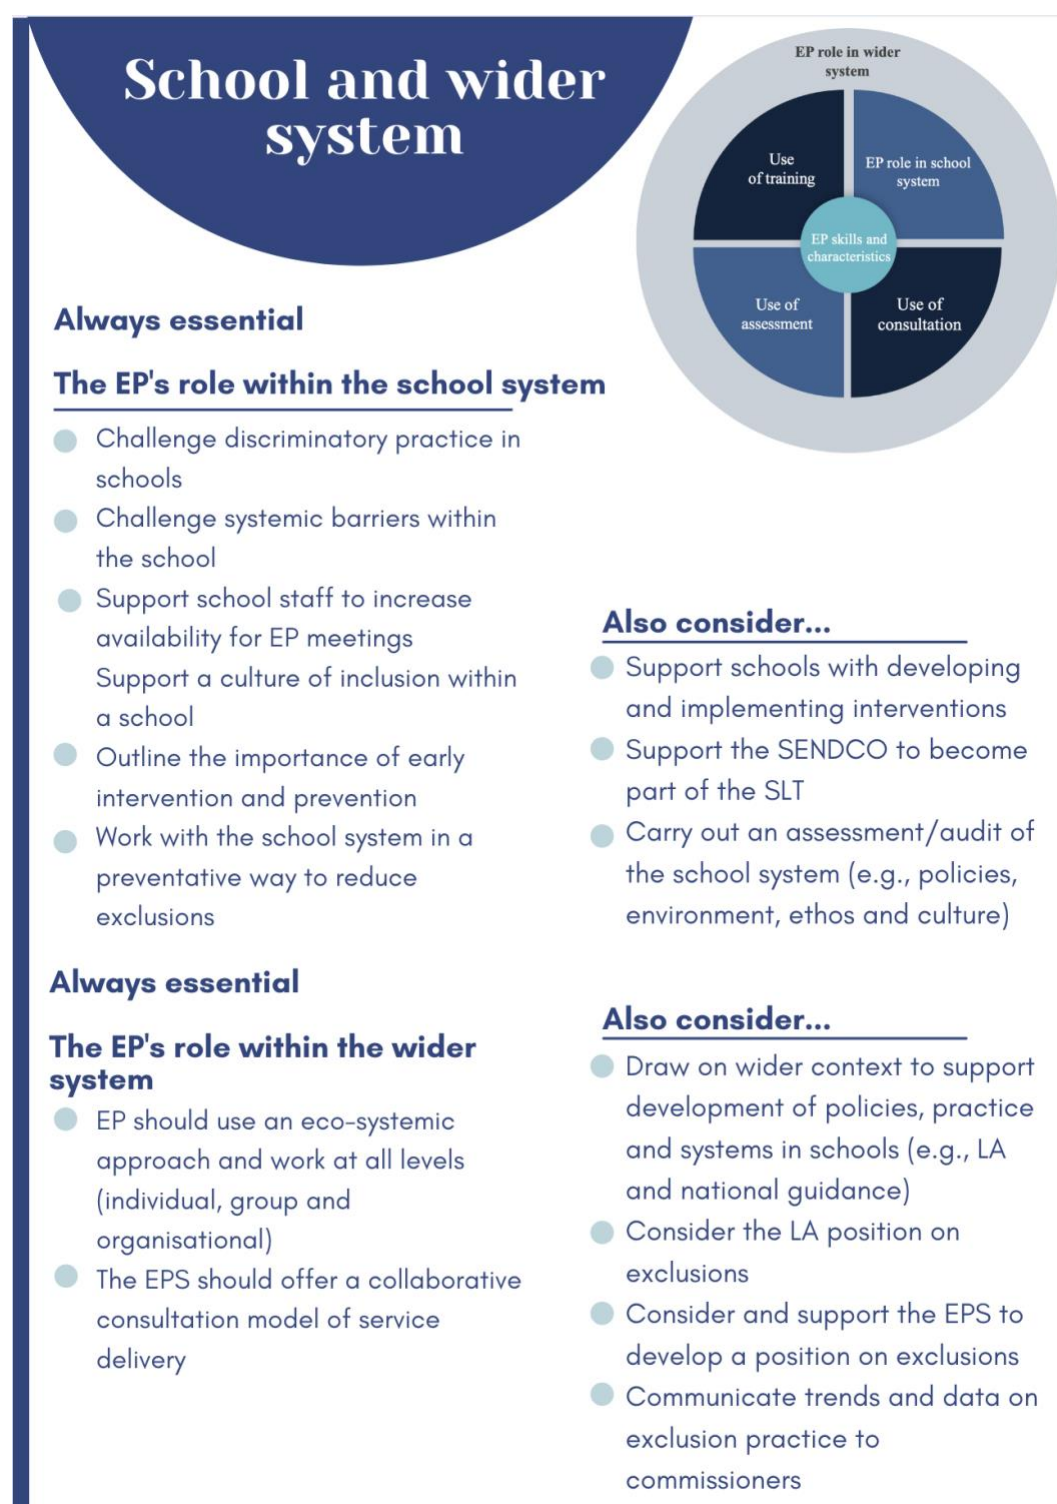 School and wider
system
EP role in wider
system
Use
of training
EP role in school
system
EP skills and
characteristics
Use of
assessment
Use of
consultation
Always essential
The EP's role within the school system
Challenge discriminatory practice in
schools
Challenge systemic barriers within
the school
Support school staff to increase
availability for EP meetings
Support a culture of inclusion within
a school
Outline the importance of early
intervention and prevention
Work with the school system in a
preventative way to reduce
exclusions
Also consider...
Support schools with developing
and implementing interventions
Support the SENDCO to become
part of the SLT
Carry out an assessment/audit of
the school system (e.g., policies,
environment, ethos and culture)
Always essential
The EP's role within the wider
system
EP should use an eco-systemic
approach and work at all levels
(individual, group and
organisational)
The EPS should offer a collaborative
consultation model of service
delivery
Also consider...
Draw on wider context to support
development of policies, practice
and systems in schools (e.g., LA
and national guidance)
Consider the LA position on
exclusions
Consider and support the EPS to
develop a position on exclusions
Communicate trends and data on
exclusion practice to
commissioners